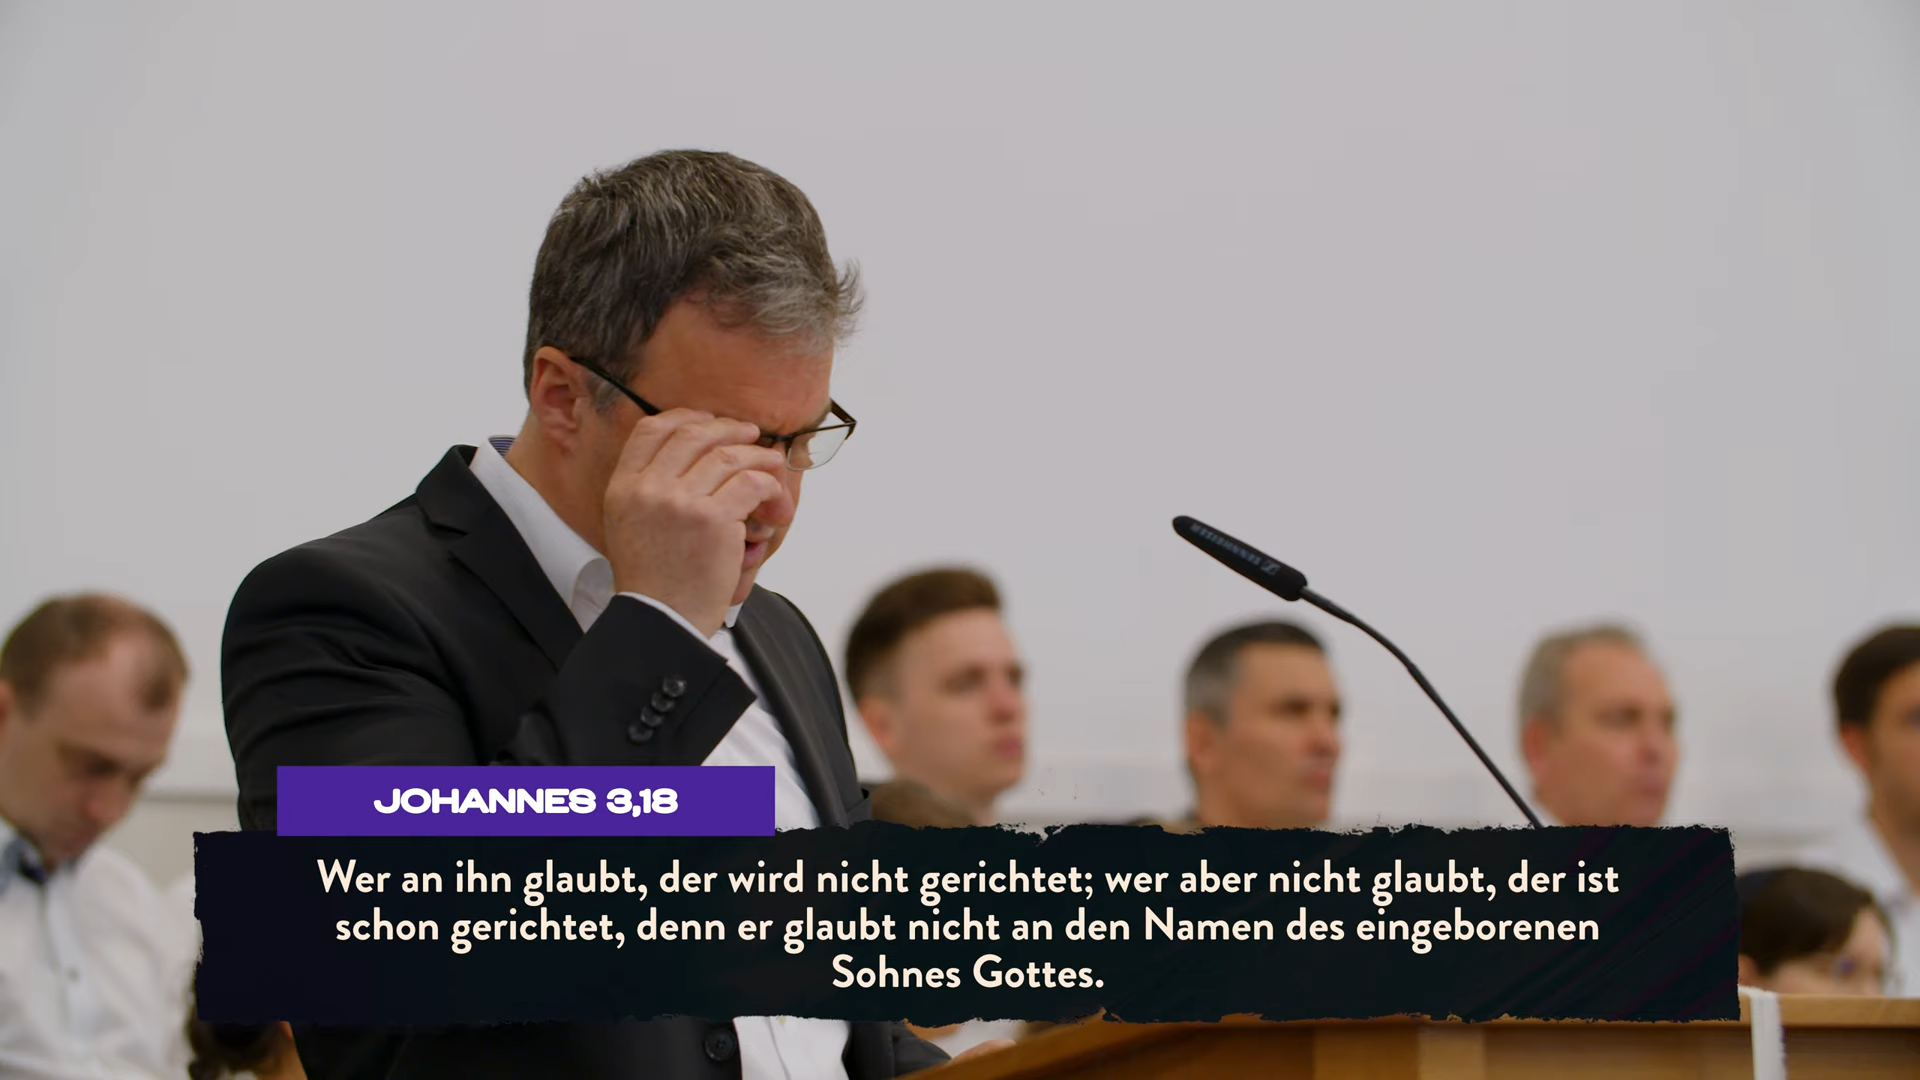 JOHANNES 3,18
Wer an ihn glaubt, der wird nicht gerichtet; wer aber nicht glaubt, der ist
schon gerichtet, denn er glaubt nicht an den Namen des eingeborenen
Sohnes Gottes.